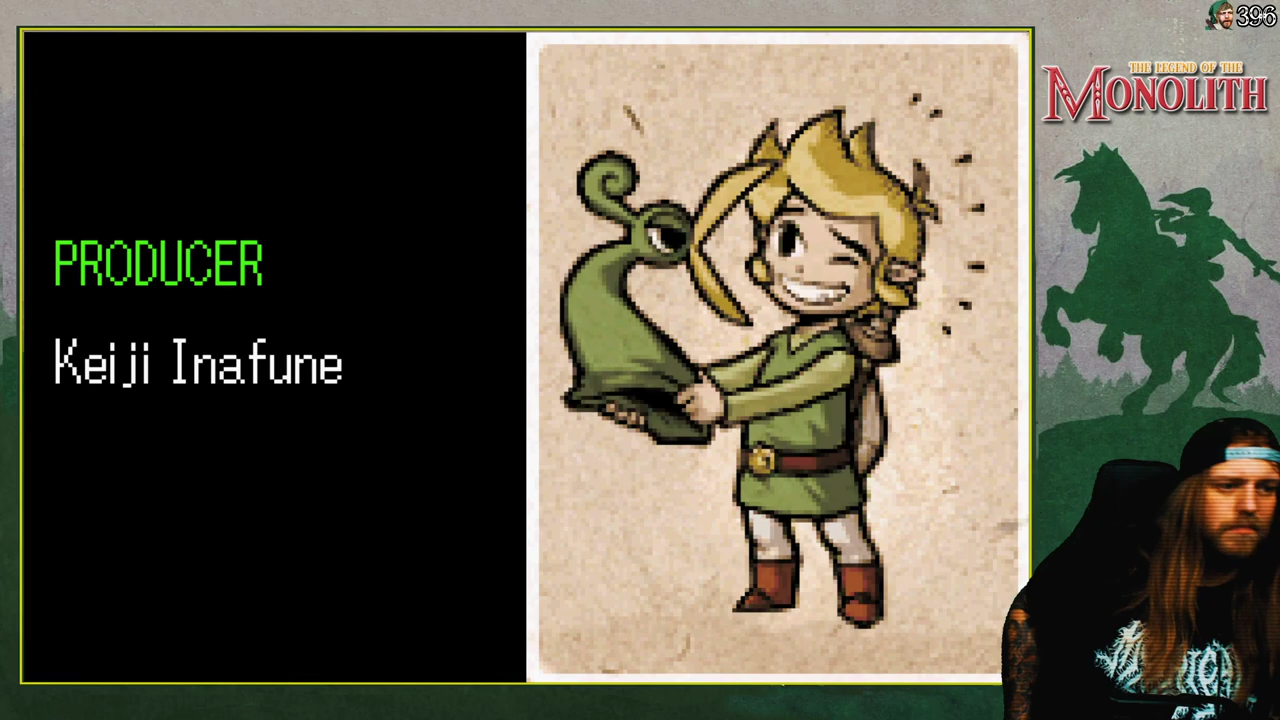 396
THE LEGEND OF THE
MONOLITH
PRODUCER
Keiji Inafune